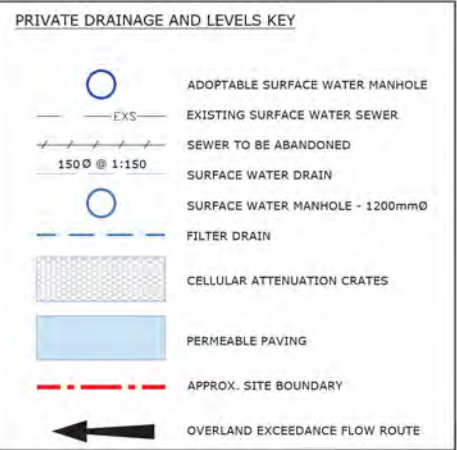 PRIVATE DRAINAGE AND LEVELS KEY
ADOPTABLE SURFACE WATER MANHOLE
EXS EXISTING SURFACE WATER SEWER
SEWER TO BE ABANDONED
150Ø @ 1:150
SURFACE WATER DRAIN
SURFACE WATER MANHOLE - 1200mmØ
FILTER DRAIN
CELLULAR ATTENUATION CRATES
PERMEABLE PAVING
APPROX. SITE BOUNDARY
OVERLAND EXCEEDANCE FLOW ROUTE